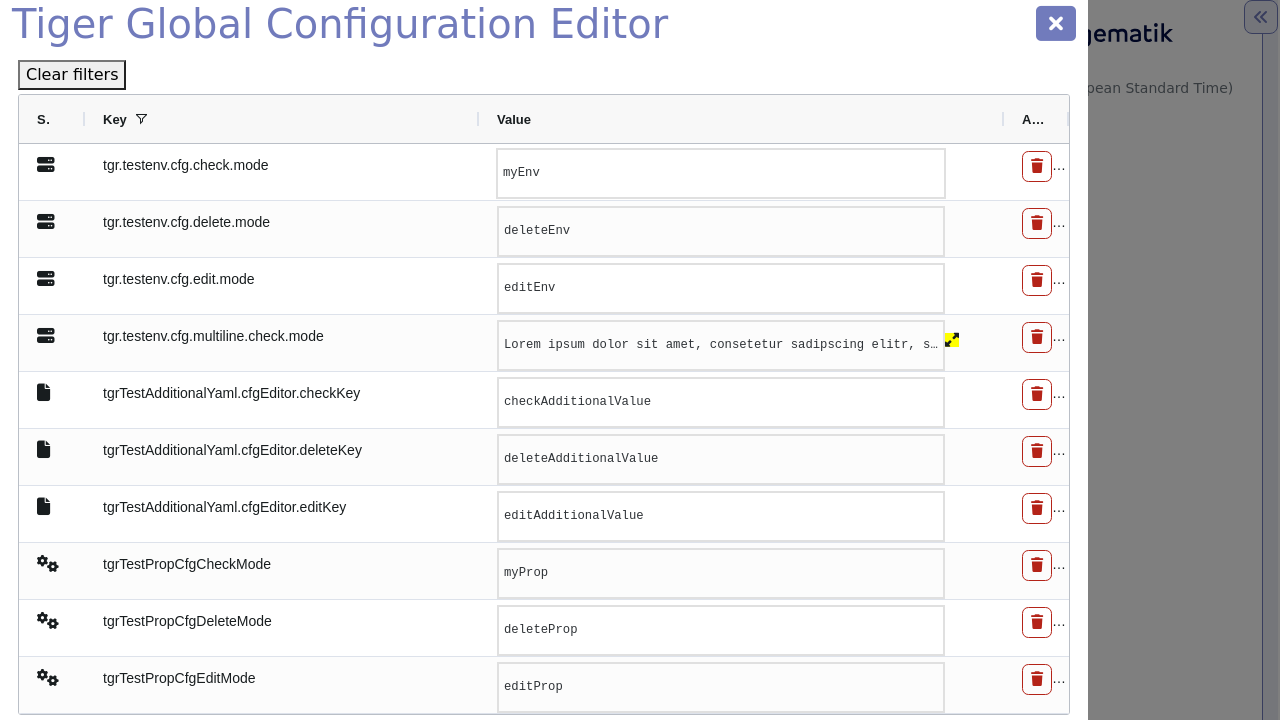 Tiger Global Configuration Editor
gematik
Clear filters
pean Standard Time)
S. Key Value A…
tgr.testenv.cfg.check.mode myEnv …
tgr.testenv.cfg.delete.mode deleteEnv …
tgr.testenv.cfg.edit.mode editEnv …
tgr.testenv.cfg.multiline.check.mode Lorem ipsum dolor sit amet, consetetur sadipscing elitr, s… …
tgrTestAdditionalYaml.cfgEditor.checkKey checkAdditionalValue …
tgrTestAdditionalYaml.cfgEditor.deleteKey deleteAdditionalValue …
tgrTestAdditionalYaml.cfgEditor.editKey editAdditionalValue …
tgrTestPropCfgCheckMode myProp …
tgrTestPropCfgDeleteMode deleteProp …
tgrTestPropCfgEditMode editProp …